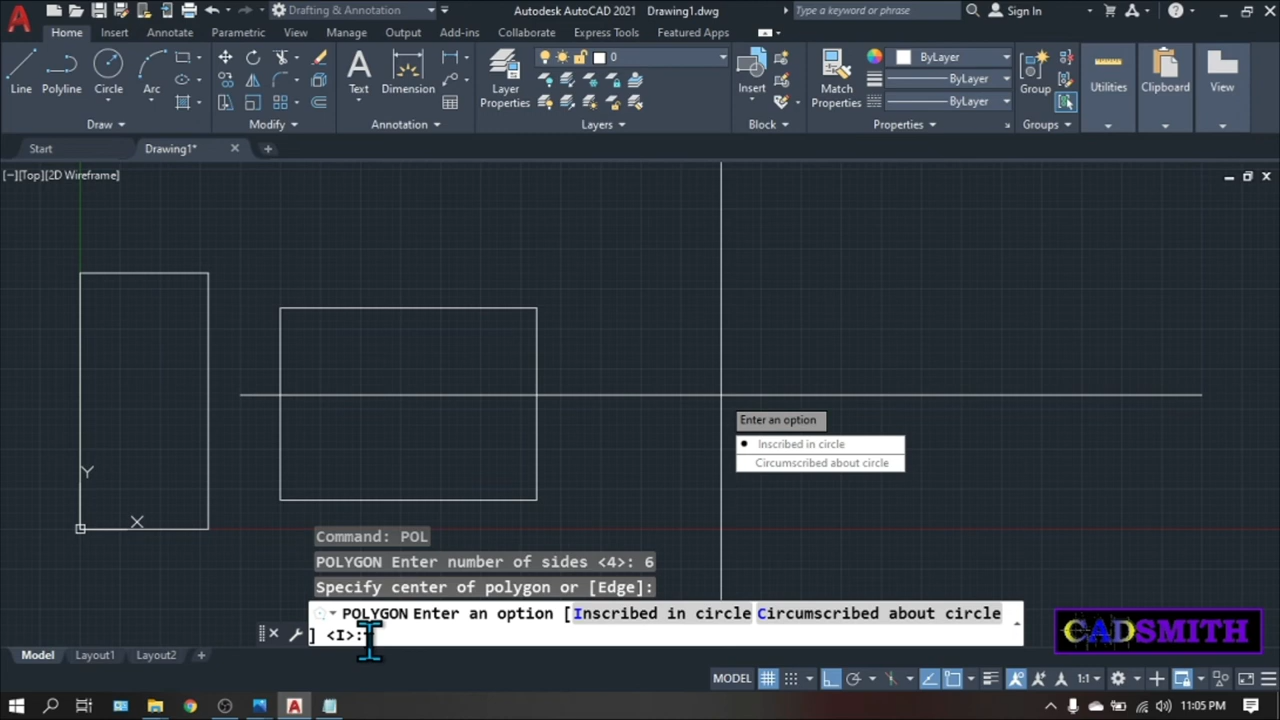 Drafting & Annotation
Autodesk AutoCAD 2021 Drawing1.dwg
Type a keyword or phrase
Sign In
Home Insert Annotate Parametric View Manage Output Add-ins Collaborate Express Tools Featured Apps
Line Polyline Circle Arc
Text Dimension
Layer Properties
0
Insert
Match Properties
ByLayer
ByLayer
ByLayer
Group
Utilities
Clipboard
View
Draw Modify Annotation Layers Block Properties Groups
Start Drawing1*
[−][Top][2D Wireframe]
Enter an option
Inscribed in circle
Circumscribed about circle
Y
X
Command: POL
POLYGON Enter number of sides <4>: 6
Specify center of polygon or [Edge]:
POLYGON Enter an option [Inscribed in circle Circumscribed about circle
] <I>:
CADSMITH
Model Layout1 Layout2 +
MODEL 1:1
11:05 PM